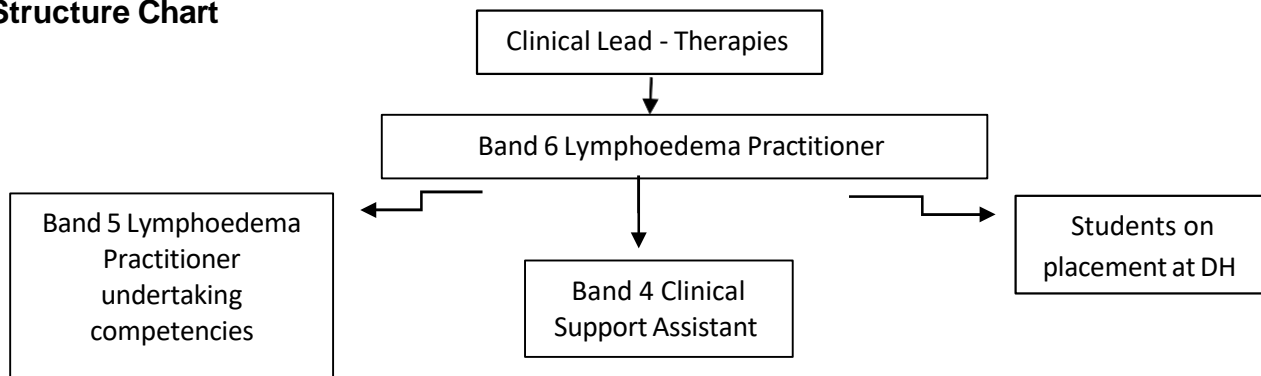 Structure Chart
Clinical Lead - Therapies
Band 6 Lymphoedema Practitioner
Band 5 Lymphoedema
Practitioner
undertaking
competencies
Band 4 Clinical
Support Assistant
Students on
placement at DH